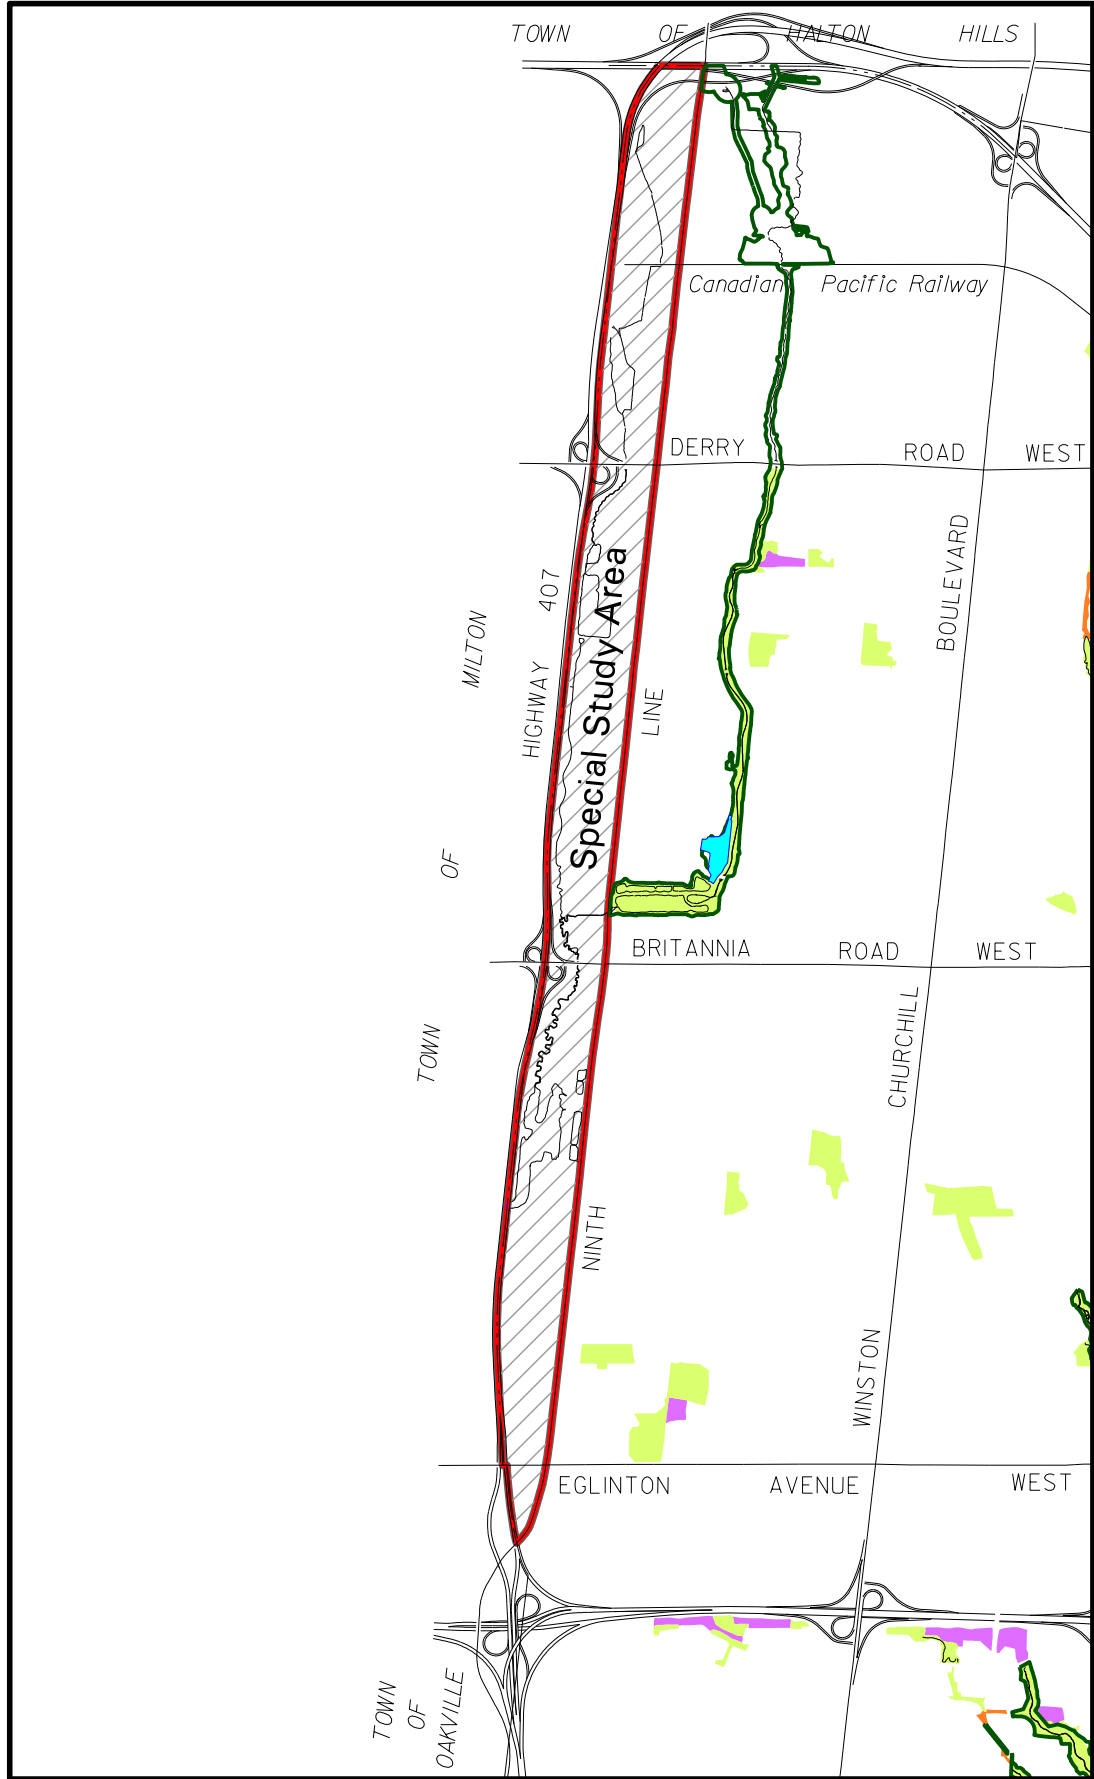 TOWN OF HALTON HILLS
Canadian Pacific Railway
DERRY ROAD WEST
HIGHWAY 407
Special Study Area
NINTH LINE
WINSTON CHURCHILL BOULEVARD
TOWN OF MILTON
BRITANNIA ROAD WEST
EGLINTON AVENUE WEST
TOWN
OF
OAKVILLE